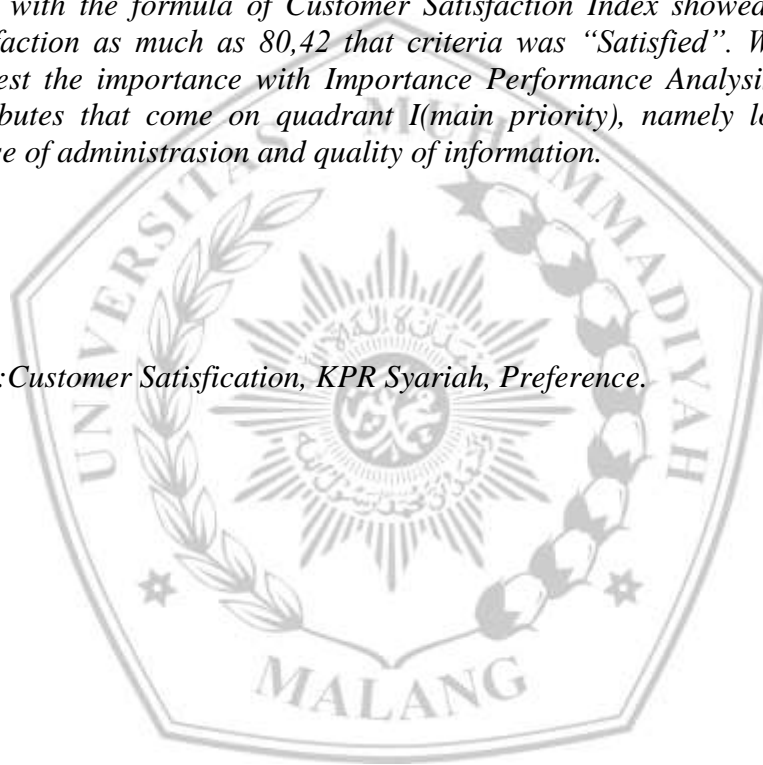 with the formula of Customer Satisfaction Index showed
faction as much as 80,42 that criteria was “Satisfied”. W
est the importance with Importance Performance Analysi
butes that come on quadrant I(main priority), namely lo
e of administrasion and quality of information.
:Customer Satisfication, KPR Syariah, Preference.
UNIVERSITAS MUHAMMADIYAH
MALANG